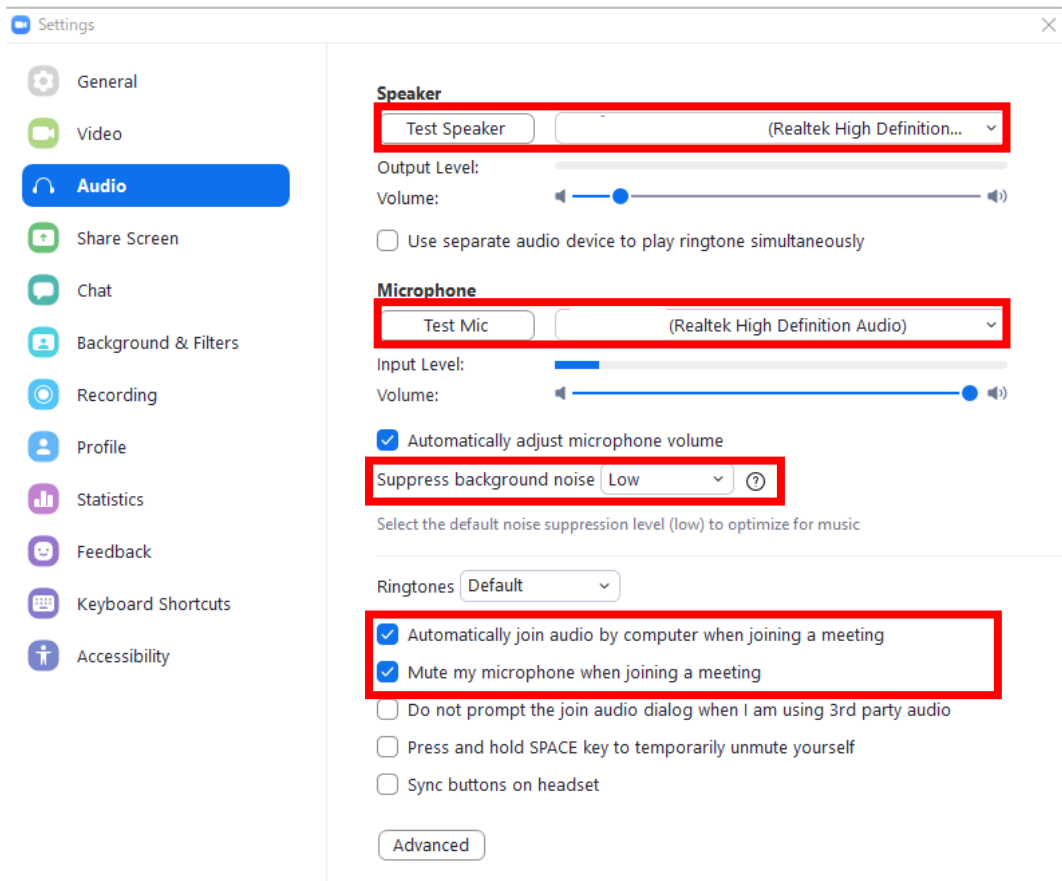 Settings
General
Video
Audio
Share Screen
Chat
Background & Filters
Recording
Profile
Statistics
Feedback
Keyboard Shortcuts
Accessibility
Speaker
Test Speaker (Realtek High Definition...
Output Level:
Volume:
Use separate audio device to play ringtone simultaneously
Microphone
Test Mic (Realtek High Definition Audio)
Input Level:
Volume:
Automatically adjust microphone volume
Suppress background noise Low ?
Select the default noise suppression level (low) to optimize for music
Ringtones Default
Automatically join audio by computer when joining a meeting
Mute my microphone when joining a meeting
Do not prompt the join audio dialog when I am using 3rd party audio
Press and hold SPACE key to temporarily unmute yourself
Sync buttons on headset
Advanced